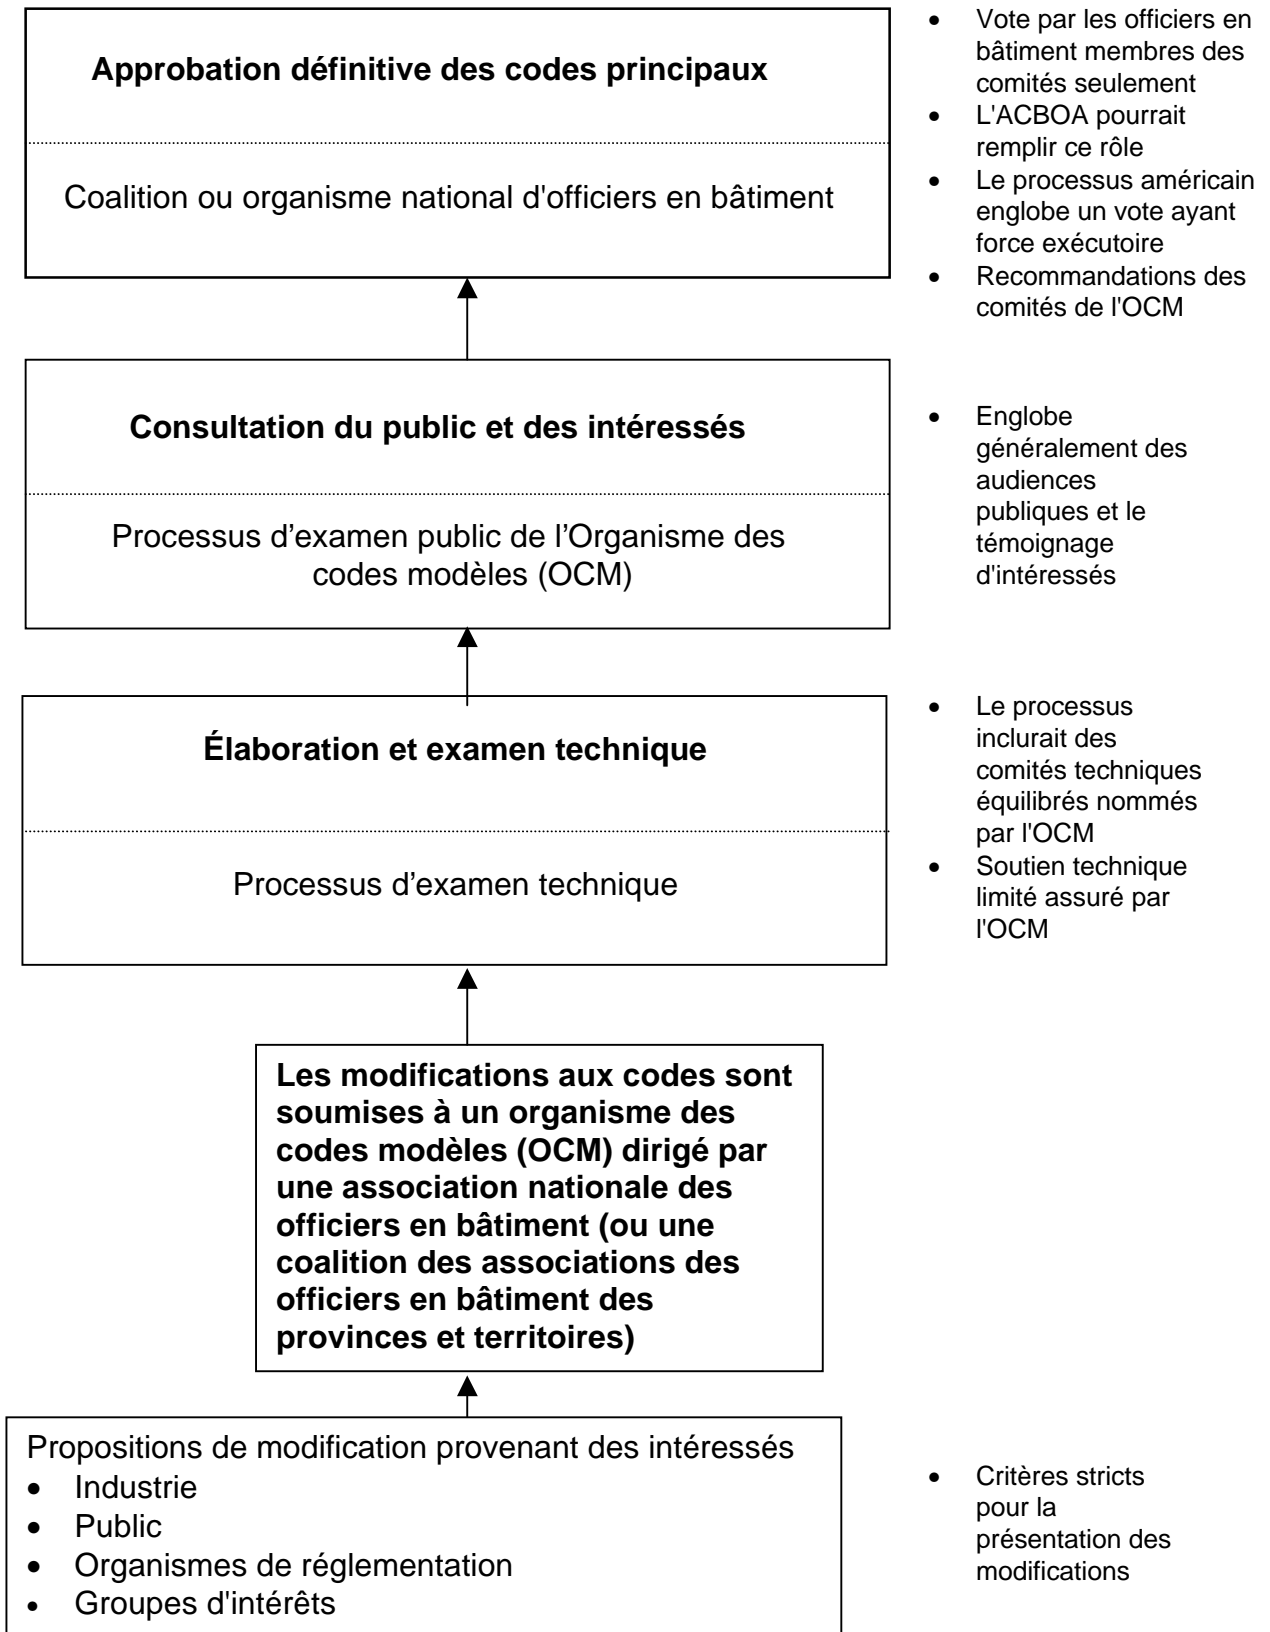 Approbation définitive des codes principaux
Coalition ou organisme national d'officiers en bâtiment
• Vote par les officiers en
bâtiment membres des
comités seulement
• L'ACBOA pourrait
remplir ce rôle
• Le processus américain
englobe un vote ayant
force exécutoire
• Recommandations des
comités de l'OCM
Consultation du public et des intéressés
Processus d’examen public de l’Organisme des
codes modèles (OCM)
• Englobe
généralement des
audiences
publiques et le
témoignage
d'intéressés
Élaboration et examen technique
Processus d’examen technique
• Le processus
inclurait des
comités techniques
équilibrés nommés
par l'OCM
• Soutien technique
limité assuré par
l'OCM
Les modifications aux codes sont
soumises à un organisme des
codes modèles (OCM) dirigé par
une association nationale des
officiers en bâtiment (ou une
coalition des associations des
officiers en bâtiment des
provinces et territoires)
Propositions de modification provenant des intéressés
• Industrie
• Public
• Organismes de réglementation
• Groupes d'intérêts
• Critères stricts
pour la
présentation des
modifications